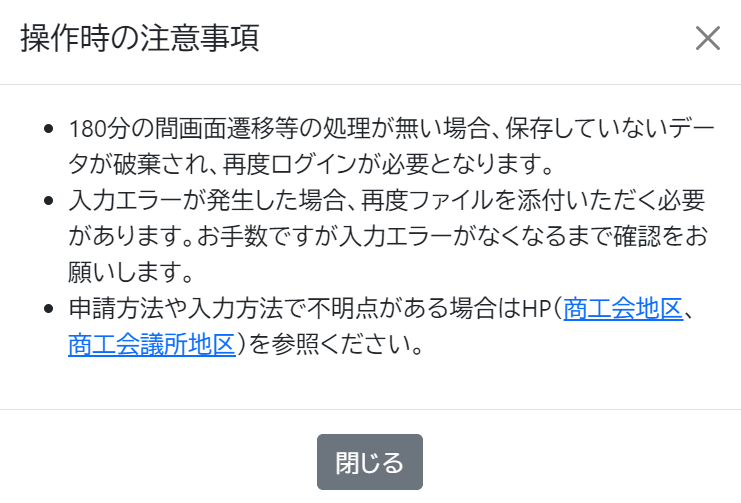 操作時の注意事項
• 180分の間画面遷移等の処理が無い場合、保存していないデー
タが破棄され、再度ログインが必要となります。
• 入力エラーが発生した場合、再度ファイルを添付いただく必要
があります。お手数ですが入力エラーがなくなるまで確認をお
願いします。
• 申請方法や入力方法で不明点がある場合はHP（商工会地区、
商工会議所地区）を参照ください。
閉じる